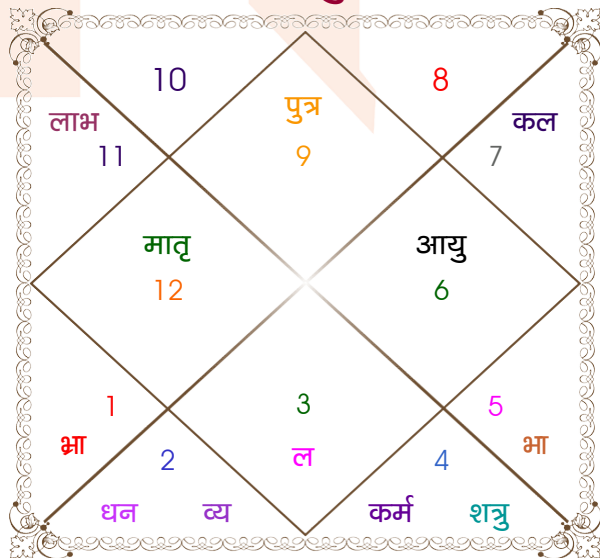 10 8
पुत्र
लाभ कल
11 9 7
मातृ आयु
12 6
1 3 5
भ्रा ल भा
2 4
धन व्य कर्म शत्रु